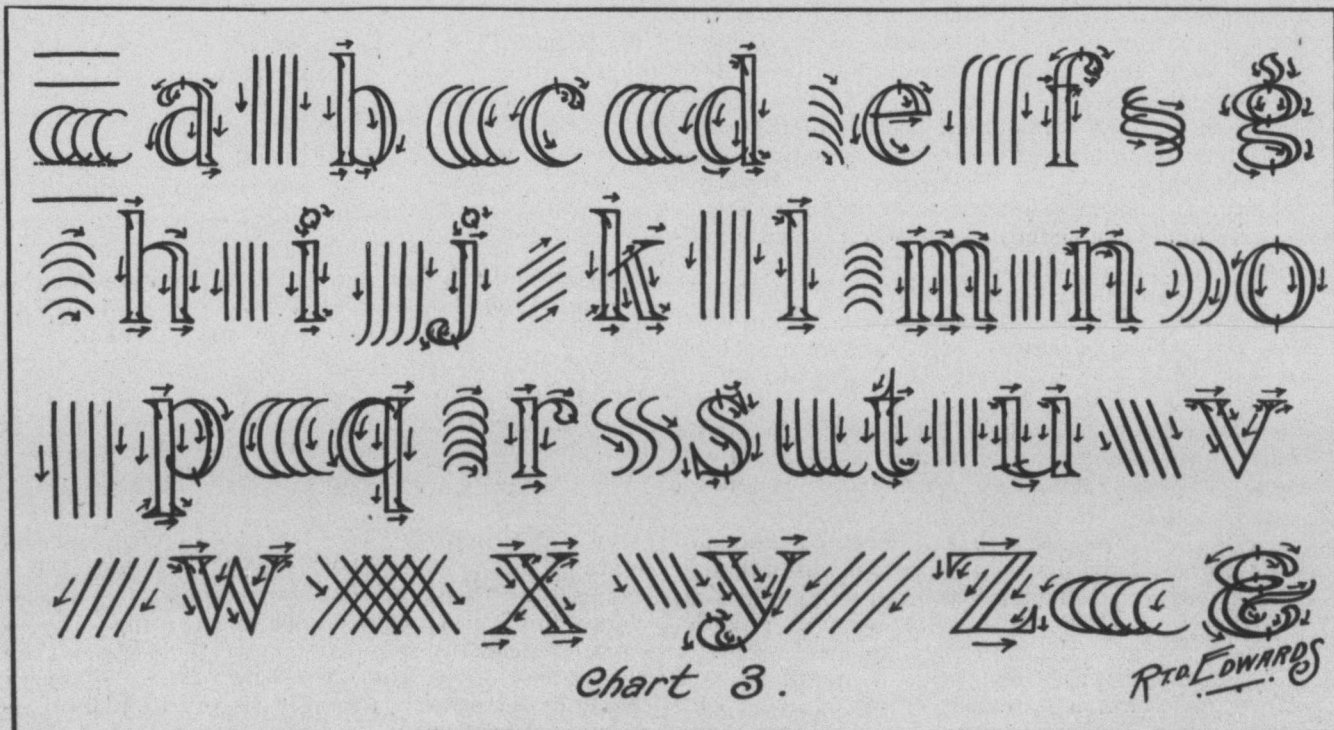 a b c d e f g
h i j k l m n o
p q r s t u v
w x y z &
Chart 3.
RTD. EDWARDS